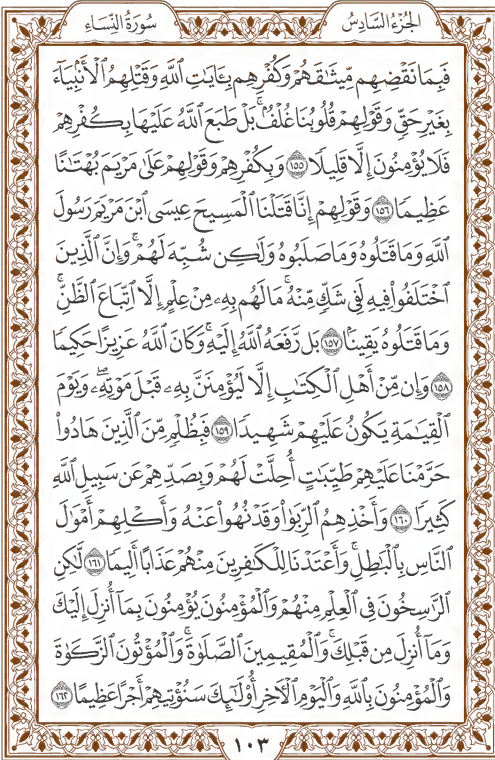 الجُزْءُ السَّادِسُ
سُورَةُ النِّسَاءِ
فَبِمَا نَقْضِهِم مِّيثَٰقَهُمْ وَكُفْرِهِم بِـَٔايَٰتِ ٱللَّهِ وَقَتْلِهِمُ ٱلْأَنۢبِيَآءَ
بِغَيْرِ حَقٍّ وَقَوْلِهِمْ قُلُوبُنَا غُلْفٌۢ ۚ بَلْ طَبَعَ ٱللَّهُ عَلَيْهَا بِكُفْرِهِمْ
فَلَا يُؤْمِنُونَ إِلَّا قَلِيلًا ١٥٥ وَبِكُفْرِهِمْ وَقَوْلِهِمْ عَلَىٰ مَرْيَمَ بُهْتَٰنًا
عَظِيمًا ١٥٦ وَقَوْلِهِمْ إِنَّا قَتَلْنَا ٱلْمَسِيحَ عِيسَى ٱبْنَ مَرْيَمَ رَسُولَ
ٱللَّهِ وَمَا قَتَلُوهُ وَمَا صَلَبُوهُ وَلَٰكِن شُبِّهَ لَهُمْ ۚ وَإِنَّ ٱلَّذِينَ
ٱخْتَلَفُوا۟ فِيهِ لَفِى شَكٍّ مِّنْهُ ۚ مَا لَهُم بِهِۦ مِنْ عِلْمٍ إِلَّا ٱتِّبَاعَ ٱلظَّنِّ ۚ
وَمَا قَتَلُوهُ يَقِينًۢا ١٥٧ بَل رَّفَعَهُ ٱللَّهُ إِلَيْهِ ۚ وَكَانَ ٱللَّهُ عَزِيزًا حَكِيمًا
١٥٨ وَإِن مِّنْ أَهْلِ ٱلْكِتَٰبِ إِلَّا لَيُؤْمِنَنَّ بِهِۦ قَبْلَ مَوْتِهِۦ ۖ وَيَوْمَ
ٱلْقِيَٰمَةِ يَكُونُ عَلَيْهِمْ شَهِيدًا ١٥٩ فَبِظُلْمٍ مِّنَ ٱلَّذِينَ هَادُوا۟
حَرَّمْنَا عَلَيْهِمْ طَيِّبَٰتٍ أُحِلَّتْ لَهُمْ وَبِصَدِّهِمْ عَن سَبِيلِ ٱللَّهِ
كَثِيرًا ١٦٠ وَأَخْذِهِمُ ٱلرِّبَوٰا۟ وَقَدْ نُهُوا۟ عَنْهُ وَأَكْلِهِمْ أَمْوَٰلَ
ٱلنَّاسِ بِٱلْبَٰطِلِ ۚ وَأَعْتَدْنَا لِلْكَٰفِرِينَ مِنْهُمْ عَذَابًا أَلِيمًا ١٦١ لَّٰكِنِ
ٱلرَّٰسِخُونَ فِى ٱلْعِلْمِ مِنْهُمْ وَٱلْمُؤْمِنُونَ يُؤْمِنُونَ بِمَآ أُنزِلَ إِلَيْكَ
وَمَآ أُنزِلَ مِن قَبْلِكَ ۚ وَٱلْمُقِيمِينَ ٱلصَّلَوٰةَ ۚ وَٱلْمُؤْتُونَ ٱلزَّكَوٰةَ
وَٱلْمُؤْمِنُونَ بِٱللَّهِ وَٱلْيَوْمِ ٱلْـَٔاخِرِ أُو۟لَٰٓئِكَ سَنُؤْتِيهِمْ أَجْرًا عَظِيمًا ١٦٢
١٠٣